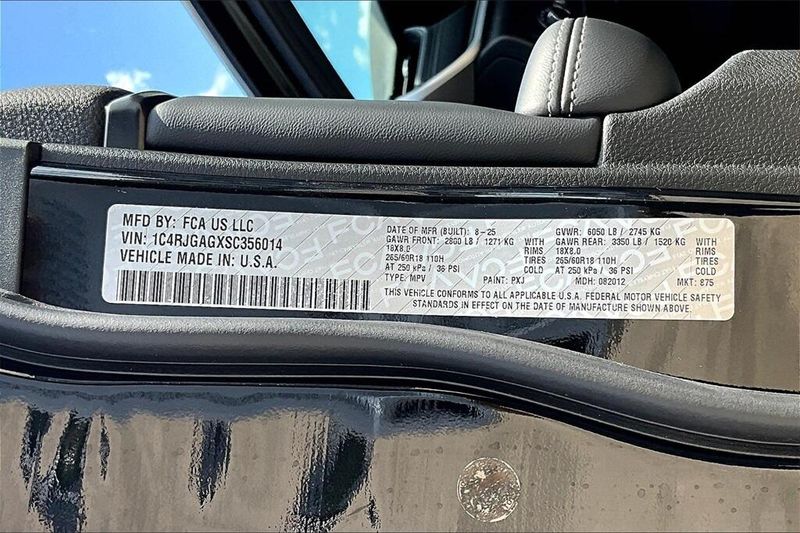 MFD BY: FCA US LLC
VIN: 1C4RJGAGXSC356014
VEHICLE MADE IN: U.S.A.
DATE OF MFR (BUILT): 8-25 GVWR: 6050 LB / 2745 KG
GAWR FRONT: 2800 LB / 1271 KG WITH GAWR REAR: 3350 LB / 1520 KG WITH
18X8.0 RIMS 18X8.0 RIMS
265/60R18 110H TIRES 265/60R18 110H TIRES
AT 250 kPa / 36 PSI COLD AT 250 kPa / 36 PSI COLD
TYPE: MPV PAINT: PXJ MDH: 082012 MKT: 875
THIS VEHICLE CONFORMS TO ALL APPLICABLE U.S.A. FEDERAL MOTOR VEHICLE SAFETY
STANDARDS IN EFFECT ON THE DATE OF MANUFACTURE SHOWN ABOVE.